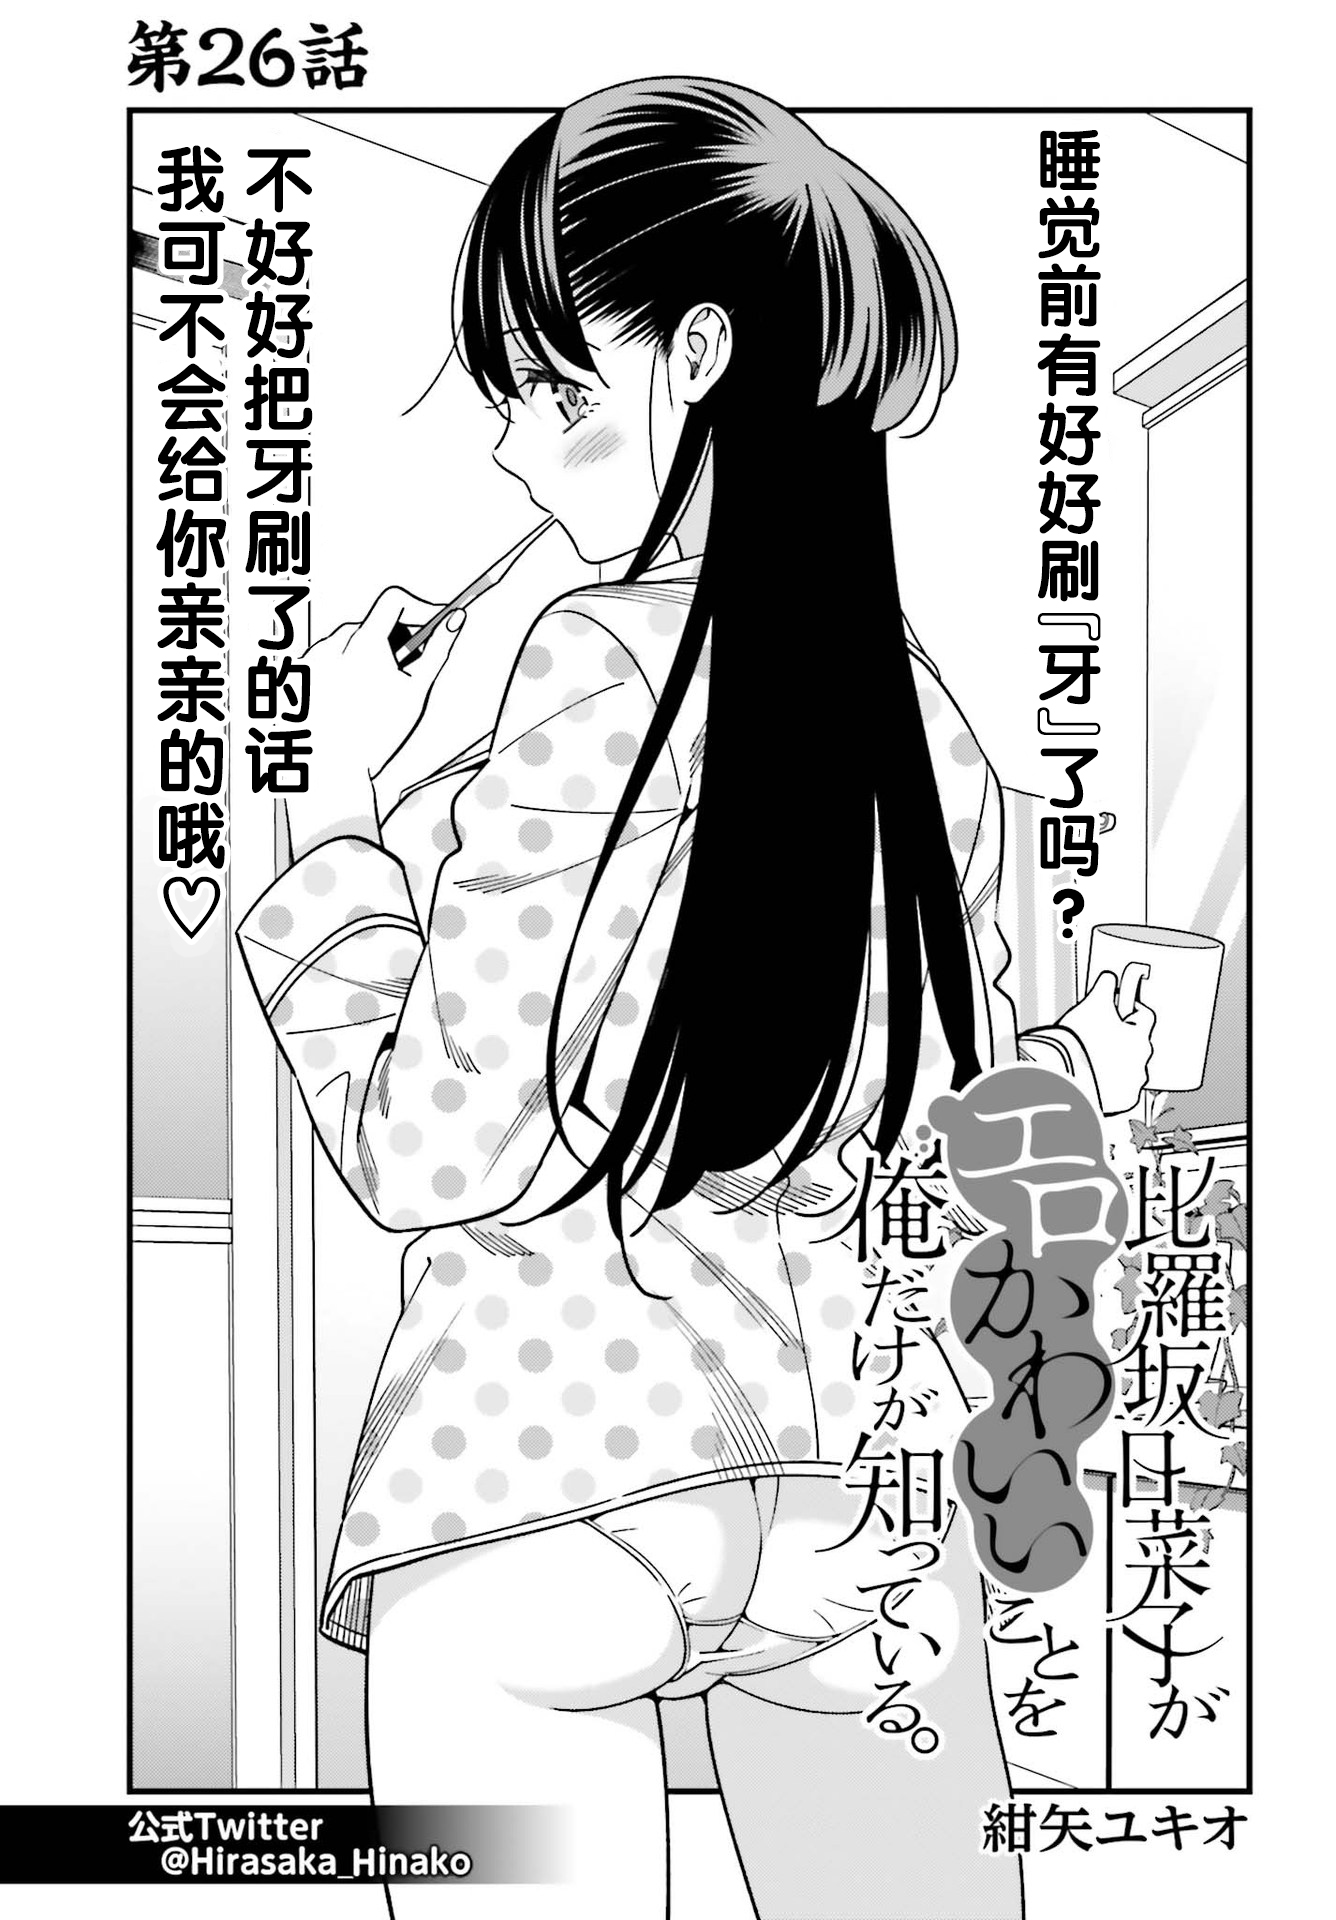 第26話
睡觉前有好好刷『牙』了吗?
不好好把牙刷了的话
我可不会给你亲亲的哦♡
比羅坂日菜子が
エロかわいいことを
俺だけが知っている。
紺矢ユキオ
公式Twitter
@Hirasaka_Hinako